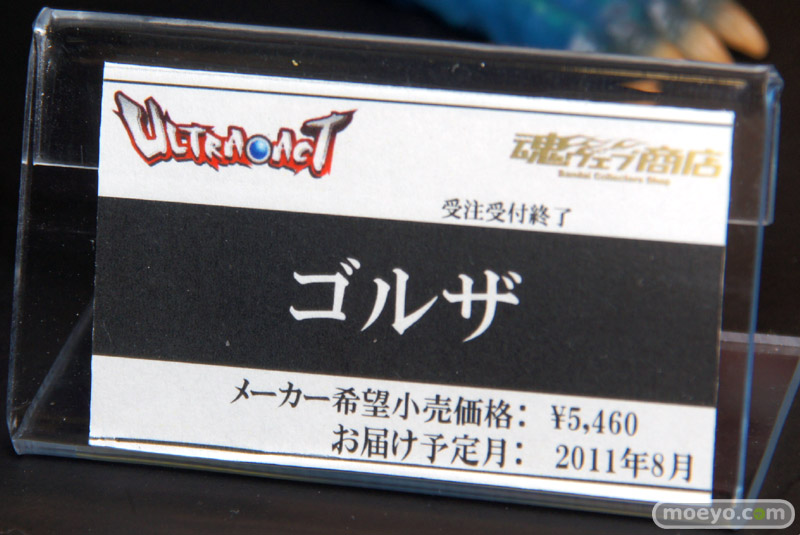 ULTRA-ACT
魂ウェブ商店
Bandai Collectors Shop
受注受付終了
ゴルザ
メーカー希望小売価格： ¥5,460
お届け予定月： 2011年8月
moeyo.com